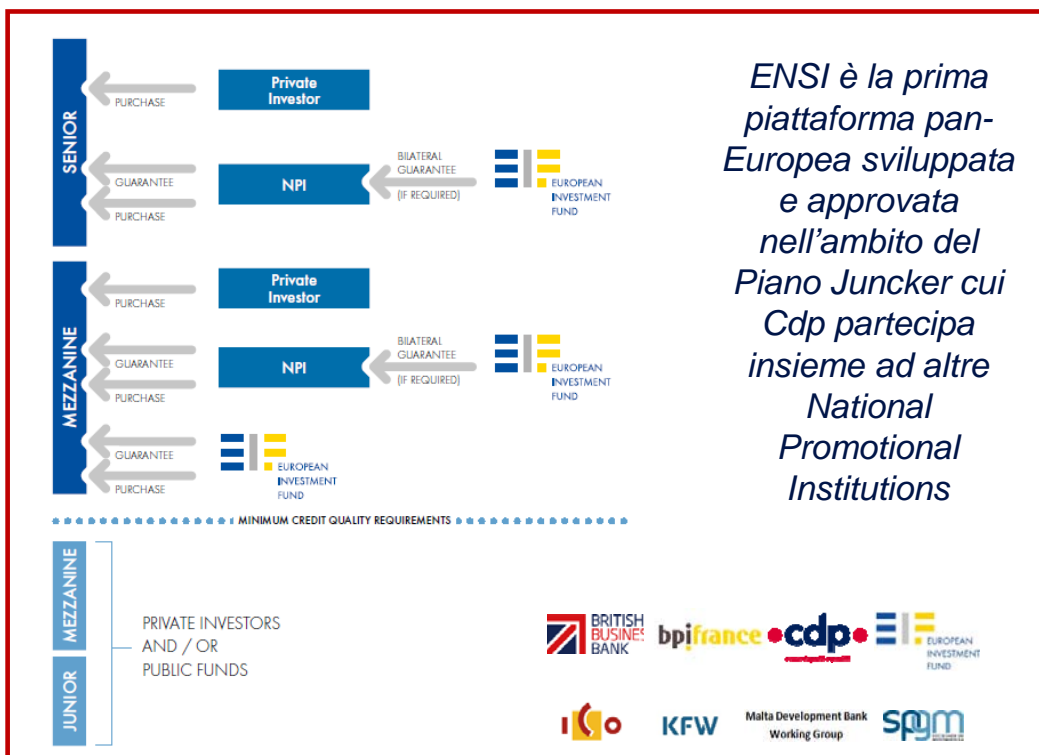 SENIOR
PURCHASE
Private
Investor
GUARANTEE
PURCHASE
NPI
BILATERAL
GUARANTEE
(IF REQUIRED)
EUROPEAN
INVESTMENT
FUND
MEZZANINE
PURCHASE
Private
Investor
GUARANTEE
PURCHASE
NPI
BILATERAL
GUARANTEE
(IF REQUIRED)
EUROPEAN
INVESTMENT
FUND
GUARANTEE
PURCHASE
EUROPEAN
INVESTMENT
FUND
MINIMUM CREDIT QUALITY REQUIREMENTS
MEZZANINE
JUNIOR
PRIVATE INVESTORS
AND / OR
PUBLIC FUNDS
ENSI è la prima
piattaforma pan-
Europea sviluppata
e approvata
nell’ambito del
Piano Juncker cui
Cdp partecipa
insieme ad altre
National
Promotional
Institutions
BRITISH
BUSINES
BANK
bpifrance
cdp
EIF EUROPEAN
INVESTMENT
FUND
ICO
KFW
Malta Development Bank
Working Group
spgm